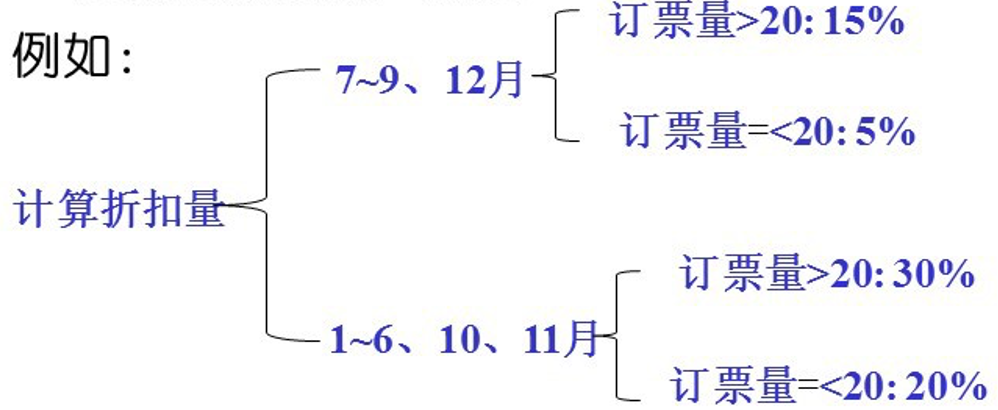 例如:
订票量>20: 15%
7~9、12月
订票量=<20: 5%
计算折扣量
订票量>20: 30%
1~6、10、11月
订票量=<20: 20%